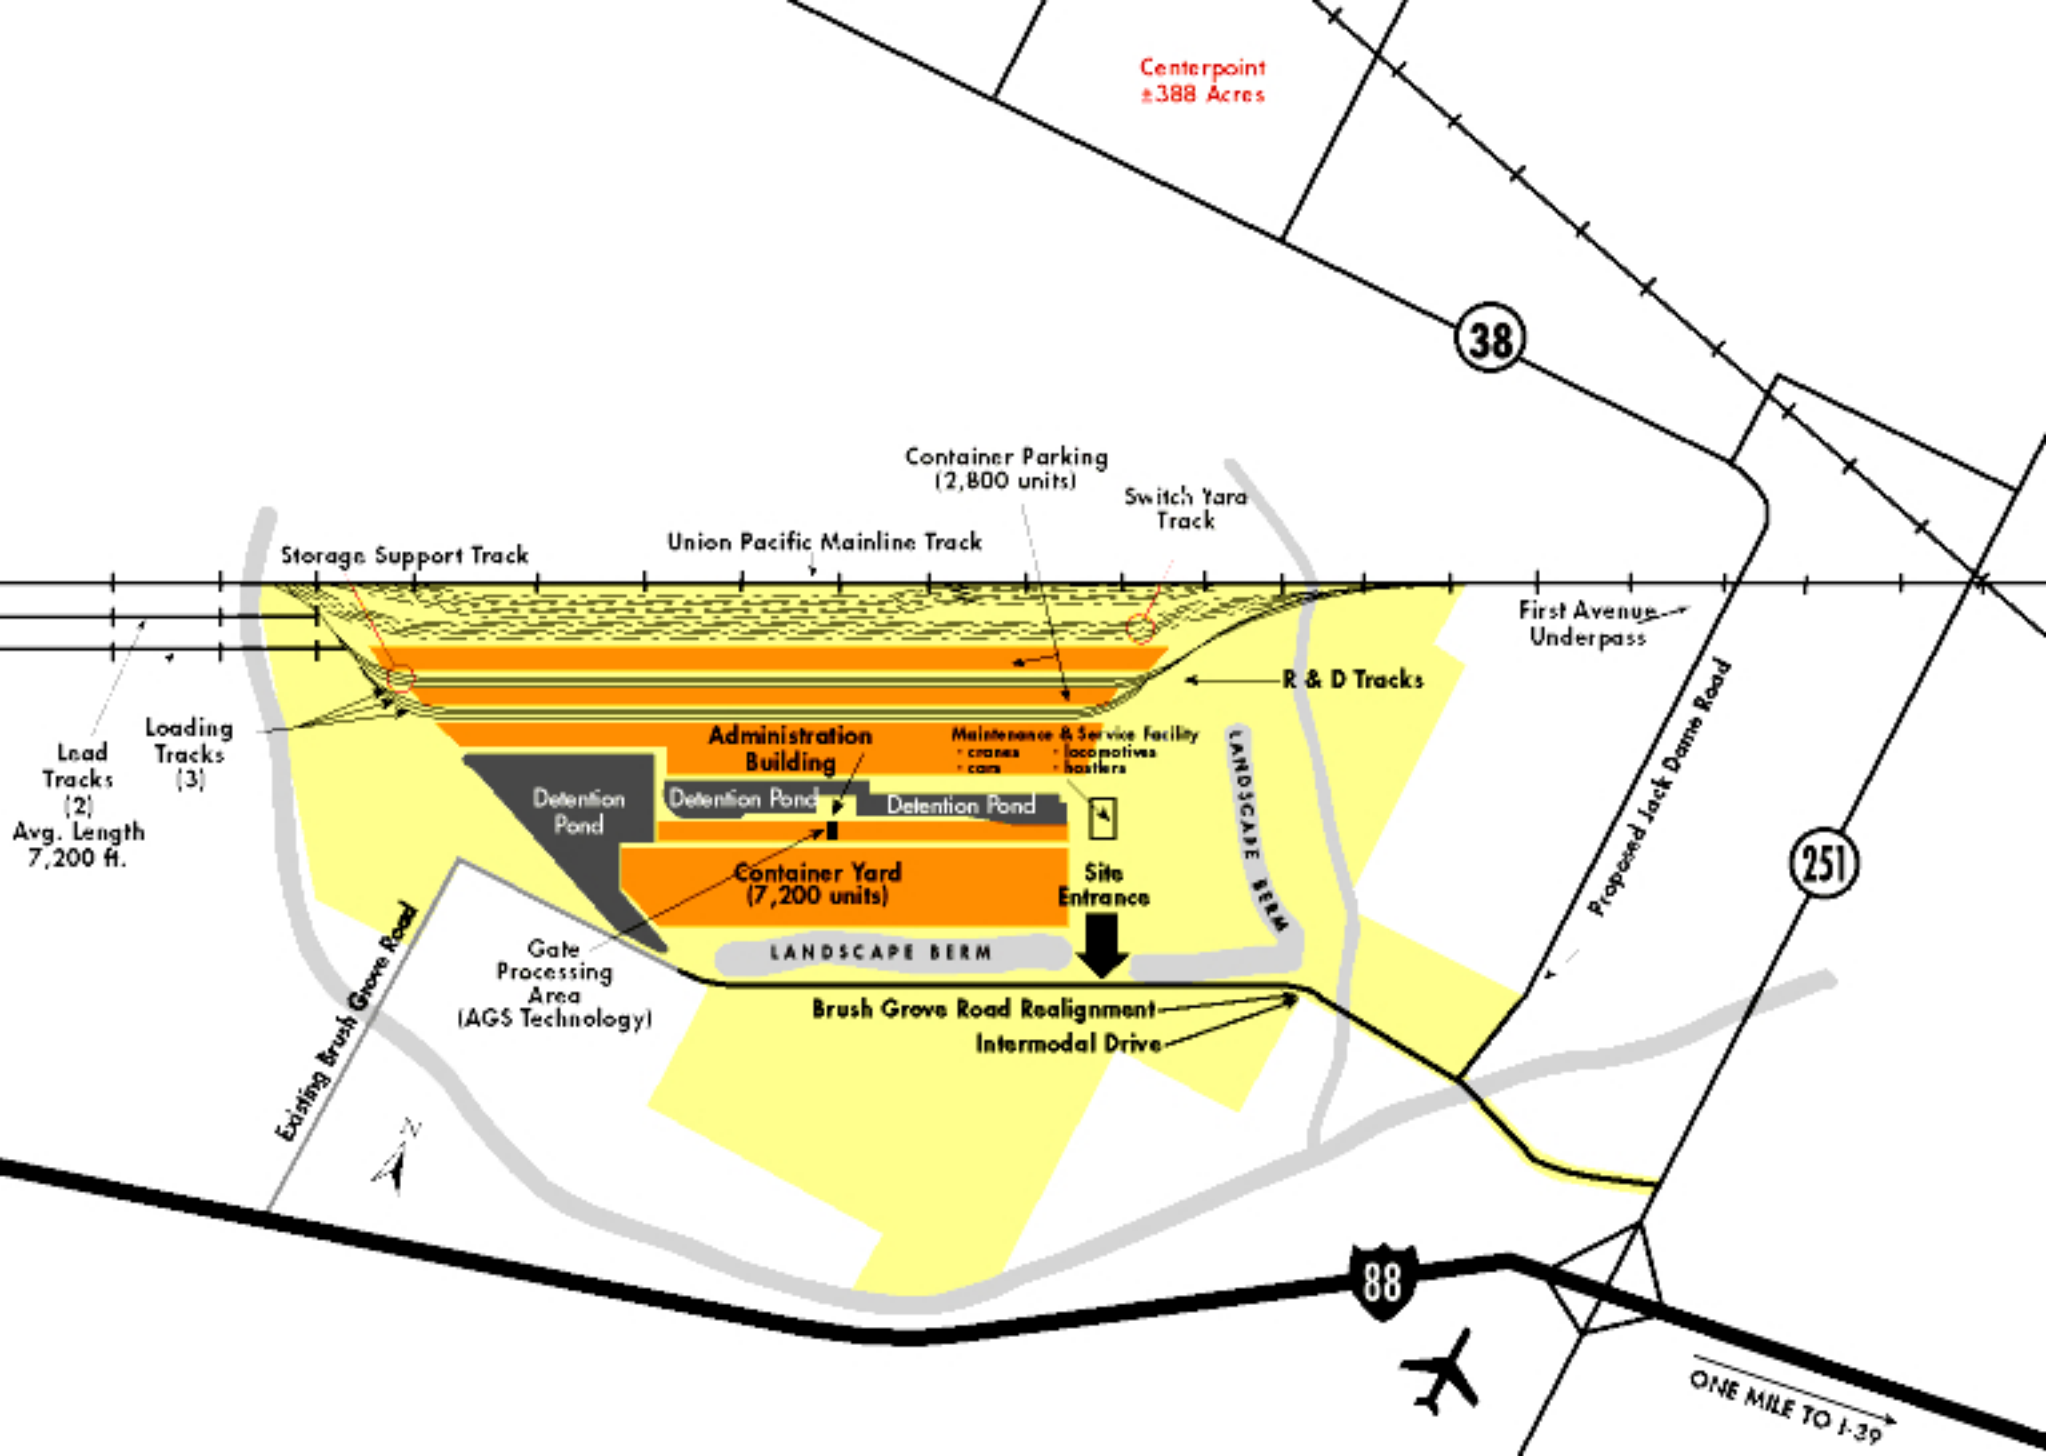 Centerpoint
±388 Acres
38
Container Parking
(2,800 units)
Switch Yard
Track
Union Pacific Mainline Track
Storage Support Track
First Avenue
Underpass
R & D Tracks
Loading
Tracks
(3)
Lead
Tracks
(2)
Avg. Length
7,200 ft.
Administration
Building
Maintenance & Service Facility
· cranes · locomotives
· cars · hostlers
Detention
Pond
Detention Pond
Detention Pond
LANDSCAPE BERM
Proposed Jack Dame Road
251
Container Yard
(7,200 units)
Site
Entrance
Gate
Processing
Area
(AGS Technology)
LANDSCAPE BERM
Existing Brush Grove Road
Brush Grove Road Realignment
Intermodal Drive
N
88
ONE MILE TO I-39